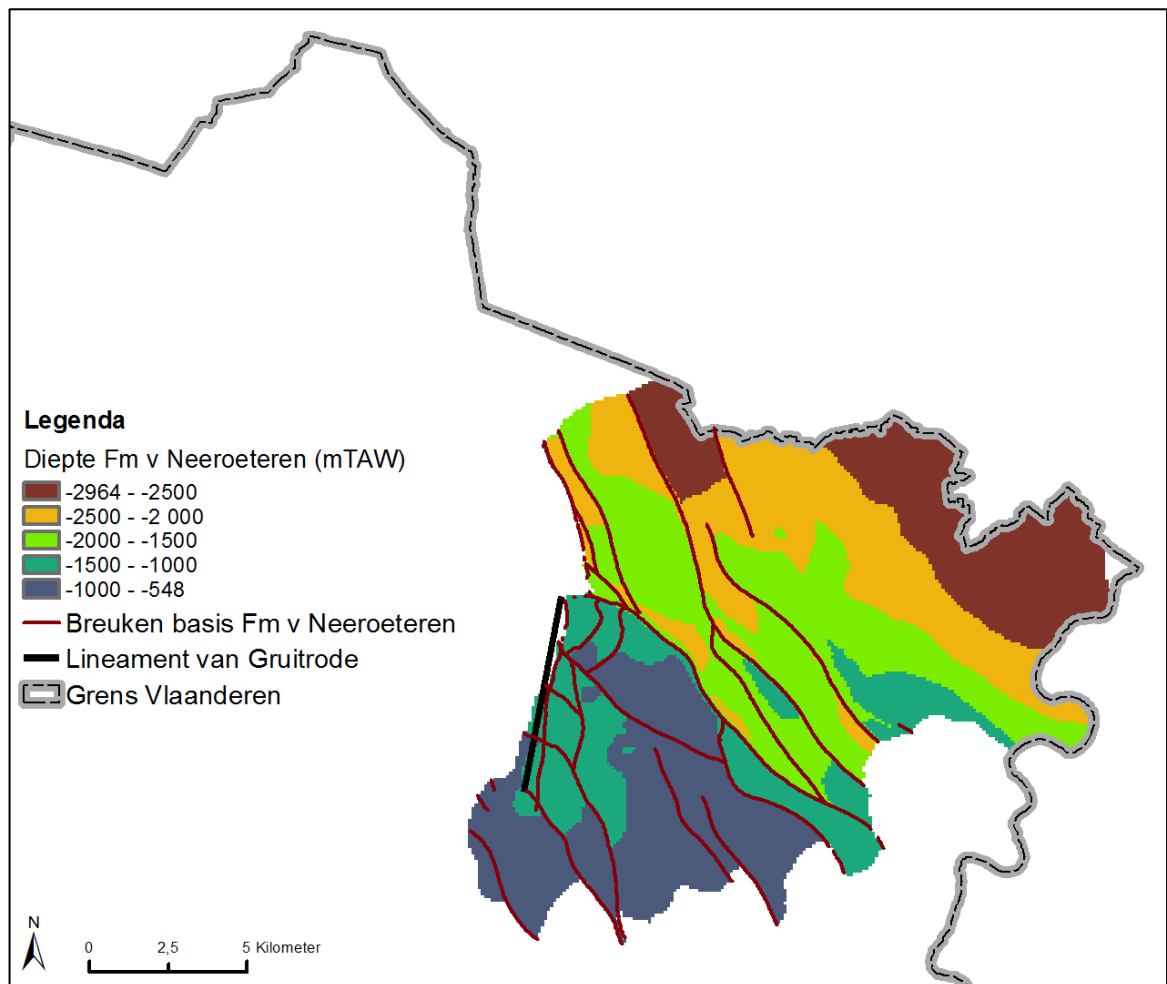 Legenda
Diepte Fm v Neeroeteren (mTAW)
-2964 - -2500
-2500 - -2 000
-2000 - -1500
-1500 - -1000
-1000 - -548
Breuken basis Fm v Neeroeteren
Lineament van Gruitrode
Grens Vlaanderen
N
0 2,5 5 Kilometer